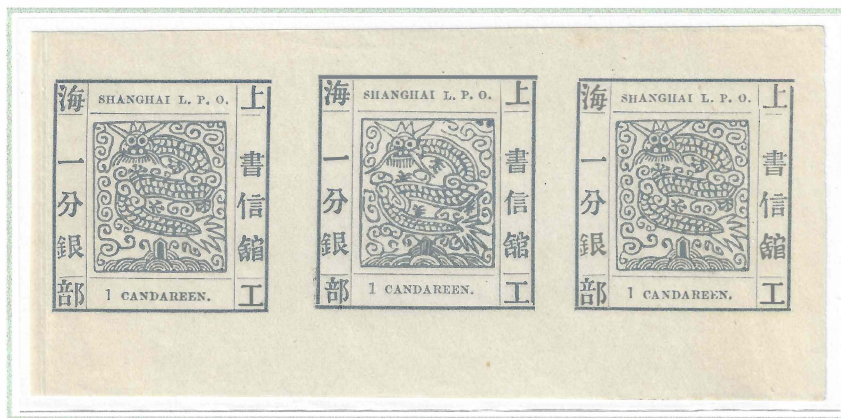 SHANGHAI L. P. O.
上書信舘工
海一分銀部
1 CANDAREEN.
SHANGHAI L. P. O.
上書信舘工
海一分銀部
1 CANDAREEN.
SHANGHAI L. P. O.
上書信舘工
海一分銀部
1 CANDAREEN.